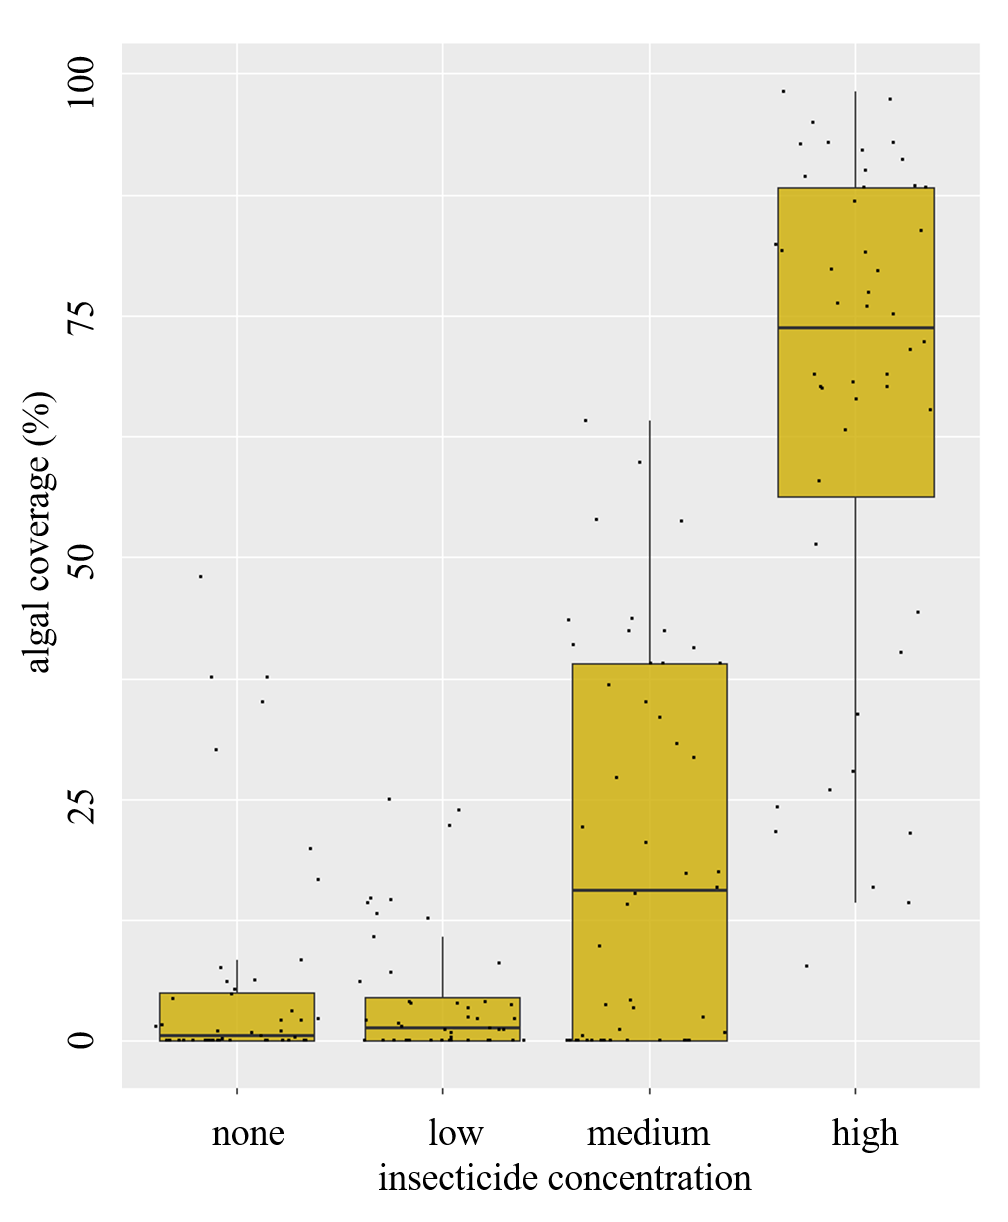 100
75
50
25
0
algal coverage (%)
none low medium high
insecticide concentration